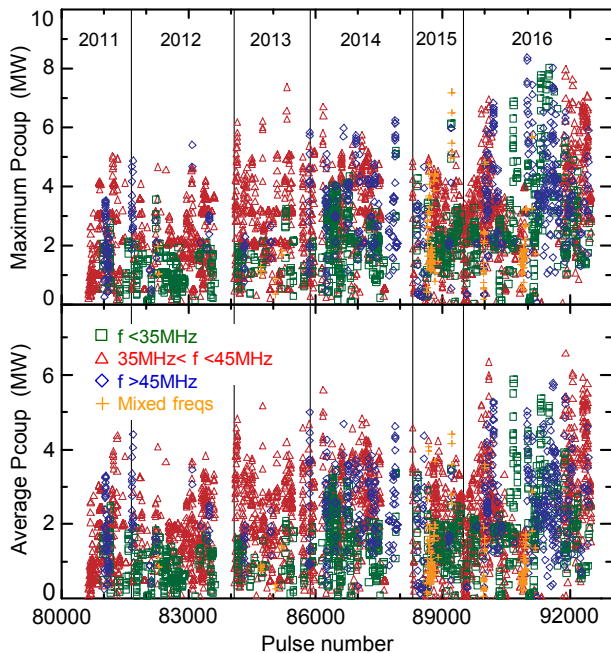 10
2011 2012 2013 2014 2015 2016
8
6
4
2
0
Maximum Pcoup (MW)
8
f <35MHz
35MHz< f <45MHz
f >45MHz
Mixed freqs
6
4
2
0
Average Pcoup (MW)
80000 83000 86000 89000 92000
Pulse number